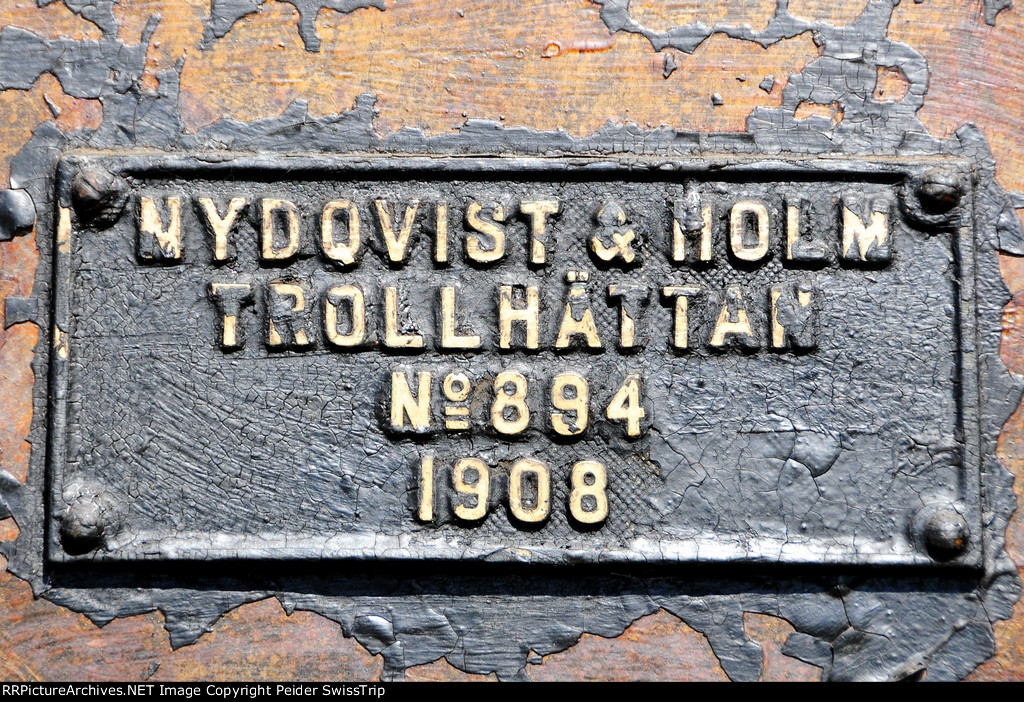 NYDQVIST & HOLM
TROLLHÄTTAN
Nº 894
1908
RRPictureArchives.NET Image Copyright Peider SwissTrip